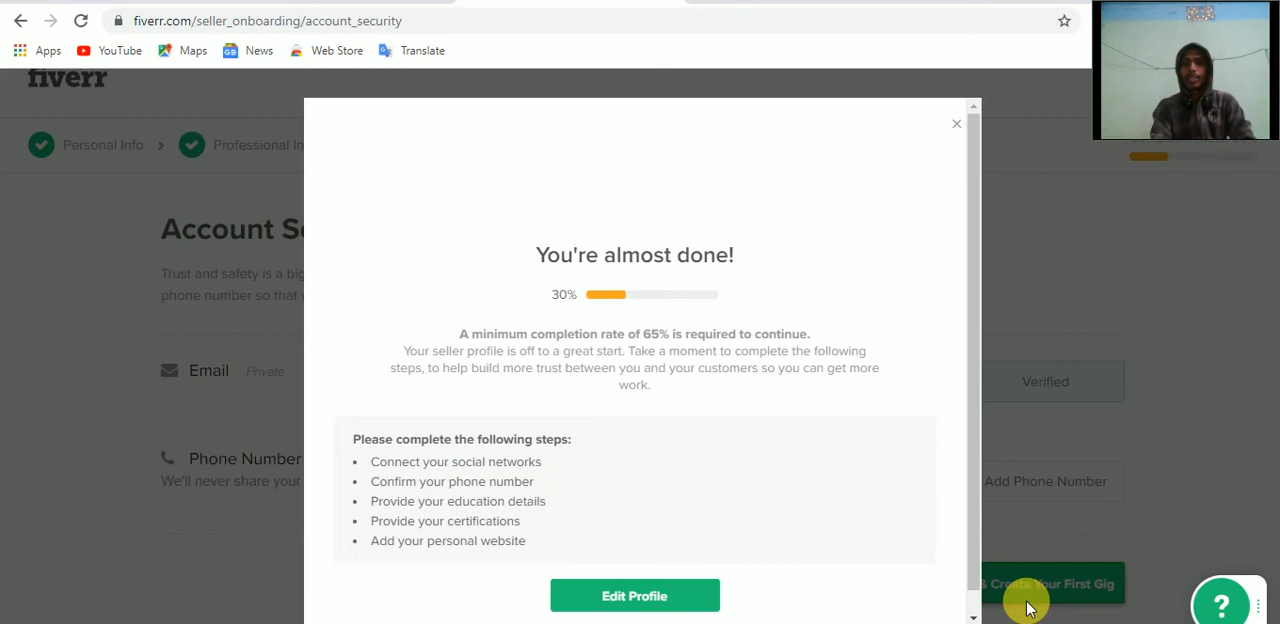 fiverr.com/seller_onboarding/account_security
Apps YouTube Maps News Web Store Translate
fiverr
Personal Info Professional In
You're almost done!
30%
A minimum completion rate of 65% is required to continue.
Your seller profile is off to a great start. Take a moment to complete the following
steps, to help build more trust between you and your customers so you can get more
work.
Account Se
Trust and safety is a big
phone number so that
Email Private
Verified
Phone Number
We'll never share your
Add Phone Number
Please complete the following steps:
• Connect your social networks
• Confirm your phone number
• Provide your education details
• Provide your certifications
• Add your personal website
Edit Profile
& Create Your First Gig
?